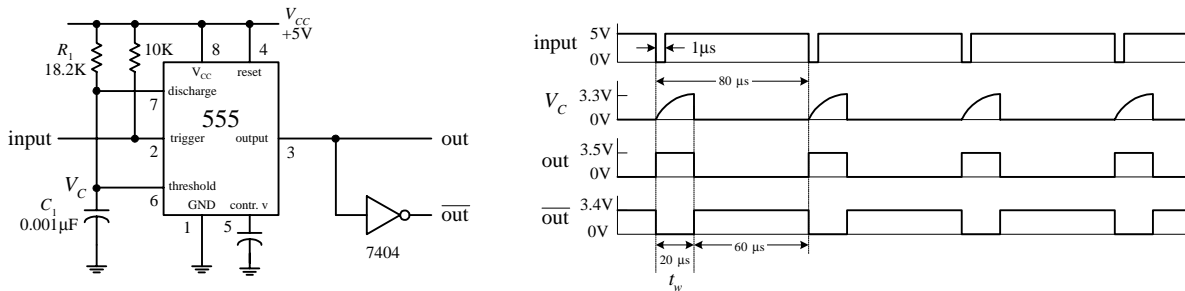 V_CC
+5V
R_1
18.2K
10K
8
4
V_CC
reset
discharge
7
555
input
trigger
output
out
2
3
V_C
threshold
6
C_1
0.001µF
GND
contr. v
1
5
7404
out
input
5V
0V
1µs
80 µs
V_C
3.3V
0V
out
3.5V
0V
out
3.4V
0V
20 µs
60 µs
t_w